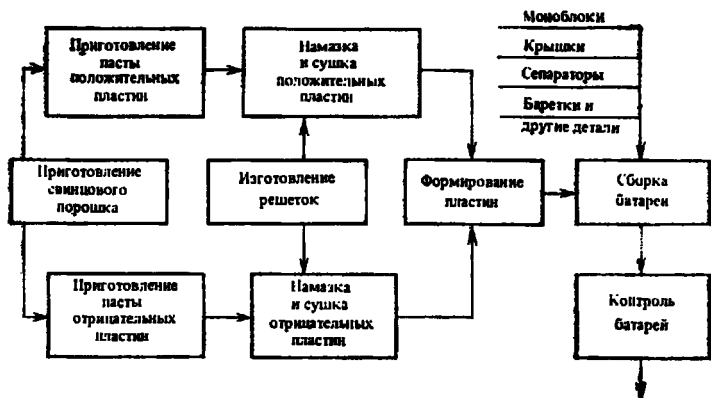 Приготовление
пасты
положительных
пластин
Намазка
и сушка
положительных
пластин
Моноблоки
Крышки
Сепараторы
Баретки и
другие детали
Приготовление
свинцового
порошка
Изготовление
решеток
Формирование
пластин
Сборка
батареи
Приготовление
пасты
отрицательных
пластин
Намазка
и сушка
отрицательных
пластин
Контроль
батарей